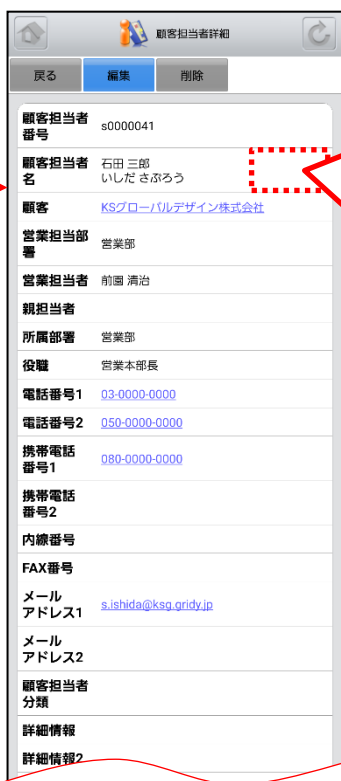 顧客担当者詳細
戻る 編集 削除
顧客担当者
番号 s0000041
顧客担当者
名 石田 三郎
いしだ さぶろう
顧客 KSグローバルデザイン株式会社
営業担当部
署 営業部
営業担当者 前園 清治
親担当者
所属部署 営業部
役職 営業本部長
電話番号1 03-0000-0000
電話番号2 050-0000-0000
携帯電話
番号1 080-0000-0000
携帯電話
番号2
内線番号
FAX番号
メール
アドレス1 s.ishida@ksg.gridy.jp
メール
アドレス2
顧客担当者
分類
詳細情報
詳細情報2